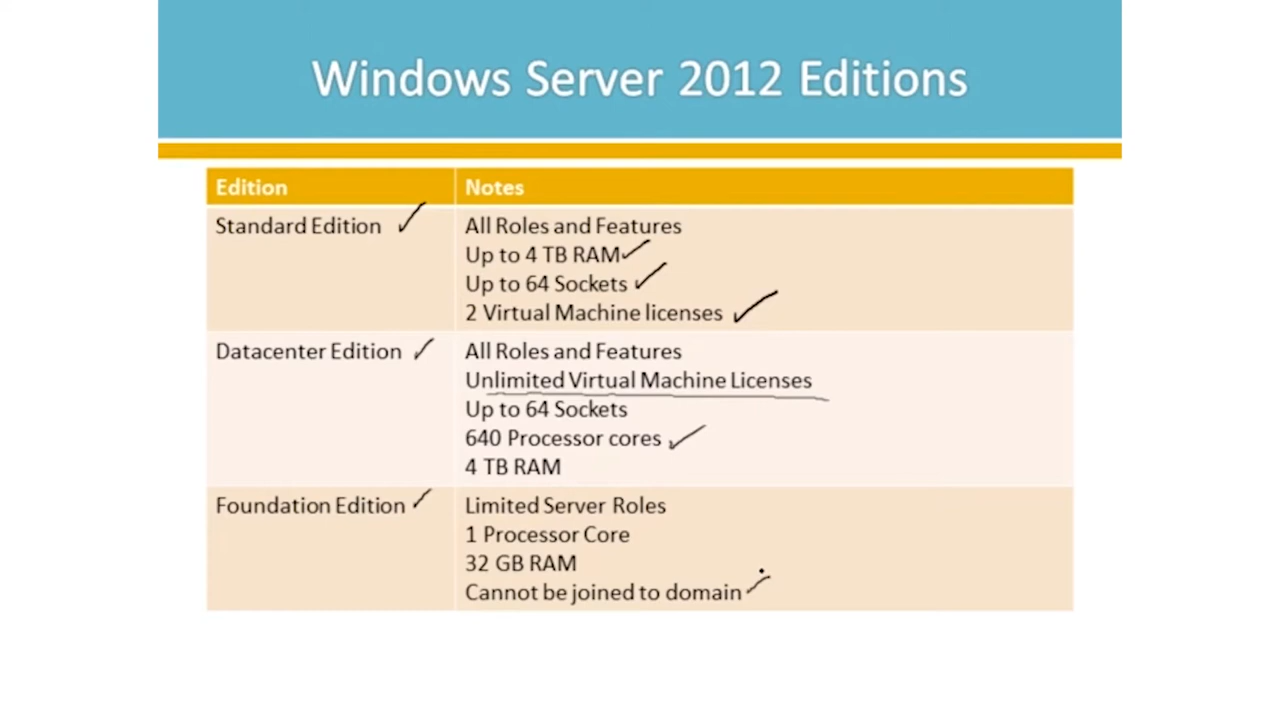 Windows Server 2012 Editions
Edition
Notes
Standard Edition
All Roles and Features
Up to 4 TB RAM
Up to 64 Sockets
2 Virtual Machine licenses
Datacenter Edition
All Roles and Features
Unlimited Virtual Machine Licenses
Up to 64 Sockets
640 Processor cores
4 TB RAM
Foundation Edition
Limited Server Roles
1 Processor Core
32 GB RAM
Cannot be joined to domain